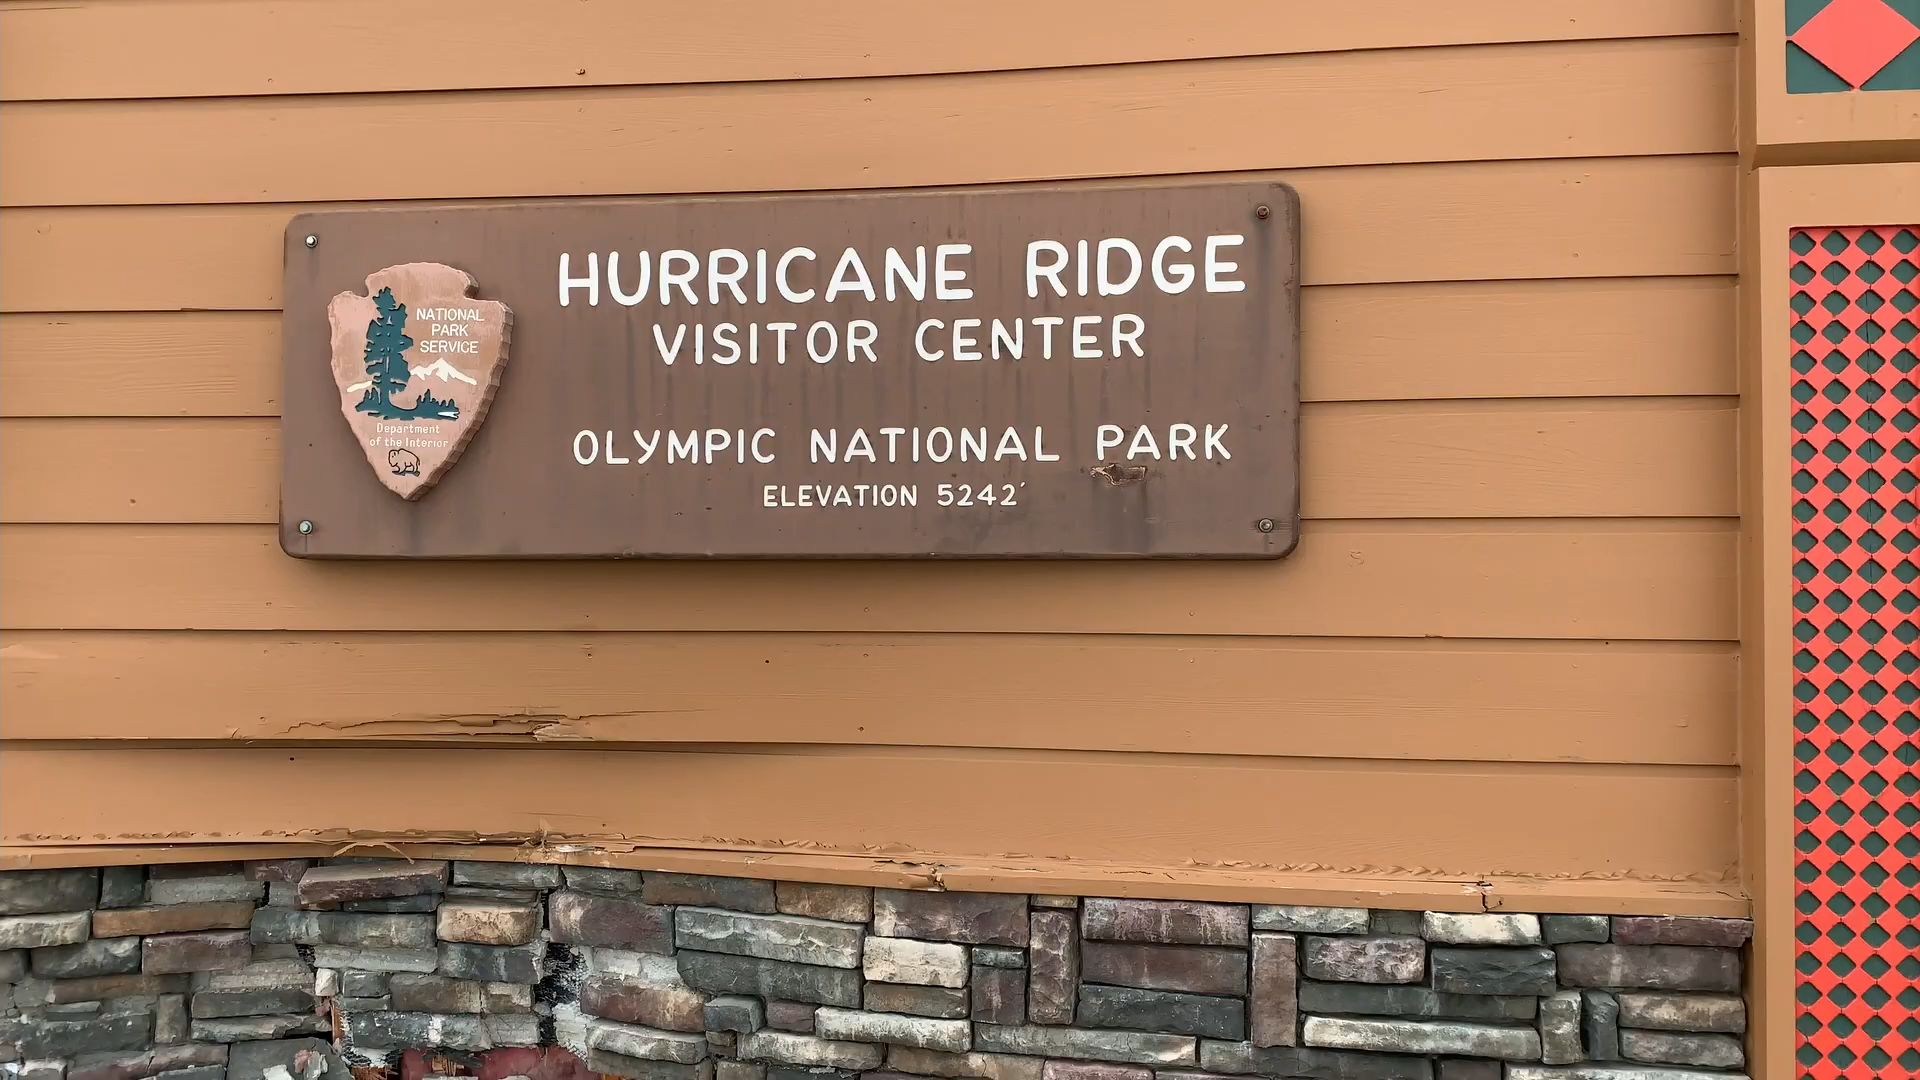 NATIONAL
PARK
SERVICE
Department
of the Interior
HURRICANE RIDGE
VISITOR CENTER
OLYMPIC NATIONAL PARK
ELEVATION 5242'